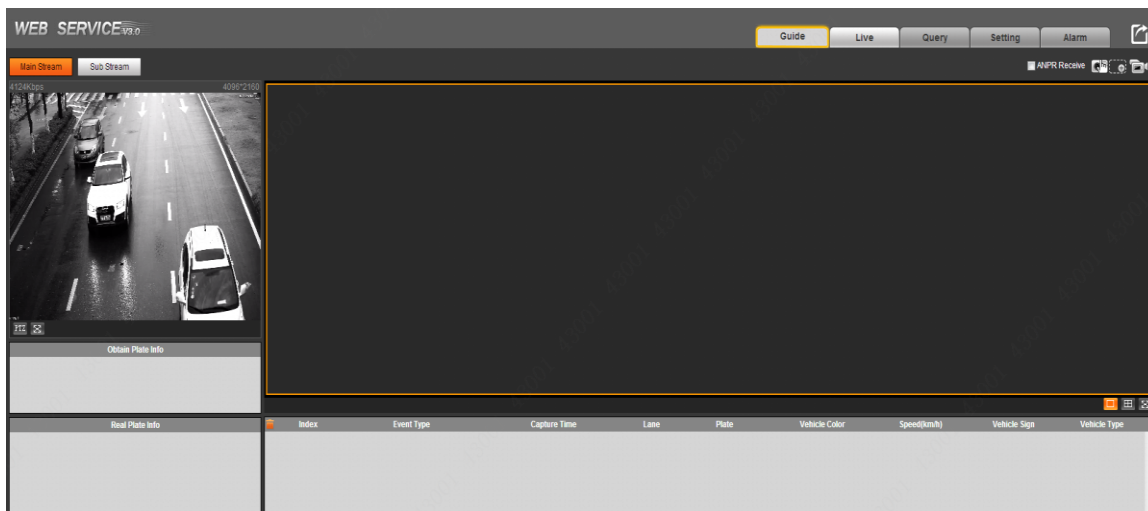 WEB SERVICE V3.0
Guide Live Query Setting Alarm
Main Stream Sub Stream
ANPR Receive
4124Kbps 4096*2160
PTZ
Obtain Plate Info
Real Plate Info
Index Event Type Capture Time Lane Plate Vehicle Color Speed(km/h) Vehicle Sign Vehicle Type